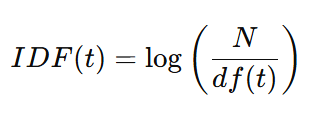 IDF(t) = log(N/df(t))